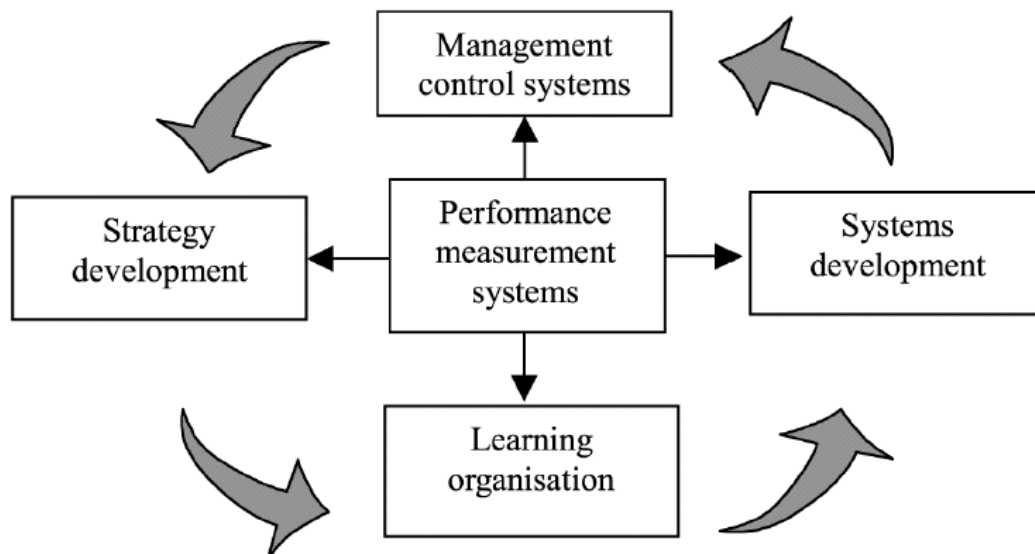 Management
control systems
Strategy
development
Performance
measurement
systems
Systems
development
Learning
organisation